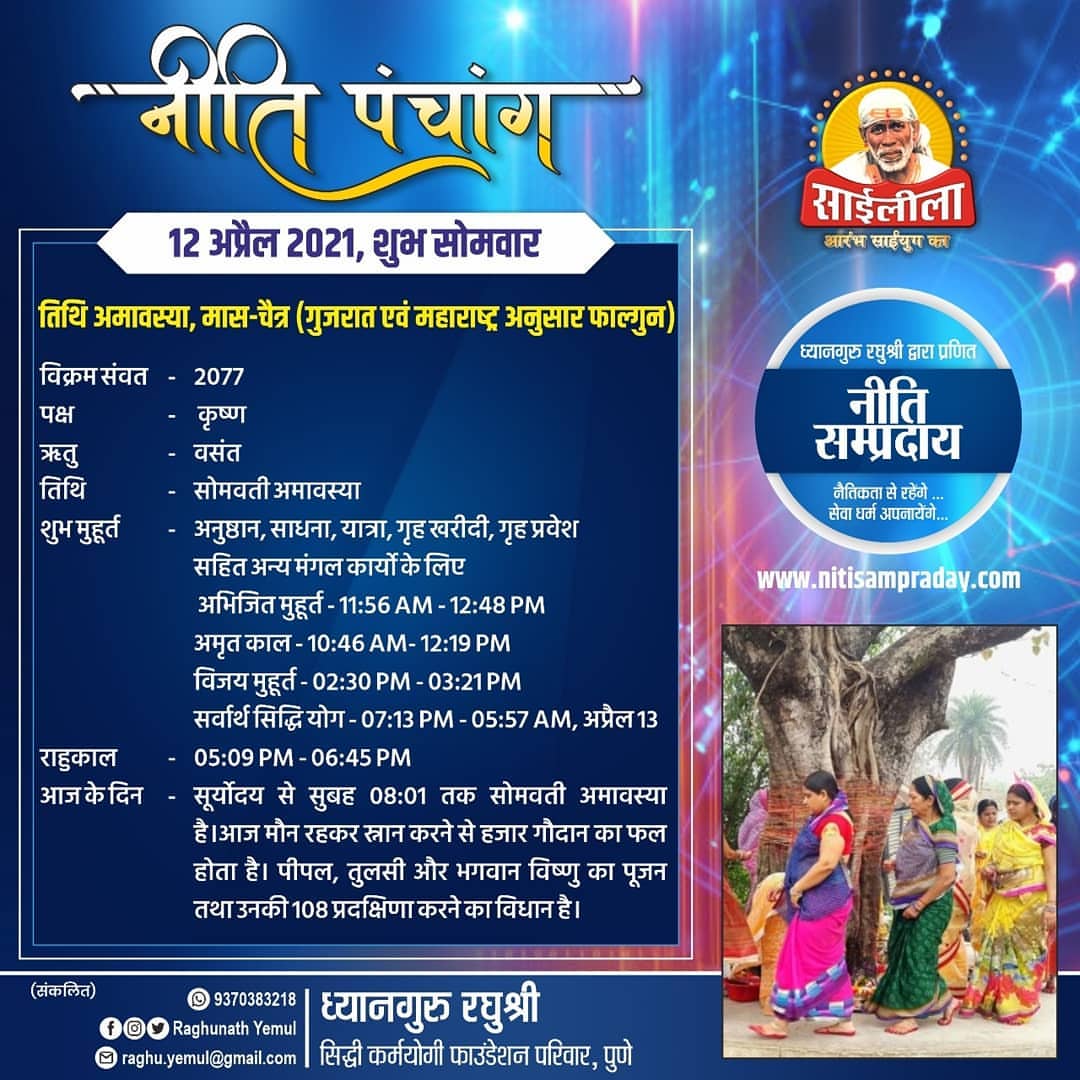 नीति पंचांग
साईलीला
आरंभ साईयुग का
12 अप्रैल 2021, शुभ सोमवार
तिथि अमावस्या, मास-चैत्र (गुजरात एवं महाराष्ट्र अनुसार फाल्गुन)
विक्रम संवत - 2077
पक्ष - कृष्ण
ऋतु - वसंत
तिथि - सोमवती अमावस्या
शुभ मुहूर्त - अनुष्ठान, साधना, यात्रा, गृह खरीदी, गृह प्रवेश
सहित अन्य मंगल कार्यो के लिए
अभिजित मुहूर्त - 11:56 AM - 12:48 PM
अमृत काल - 10:46 AM- 12:19 PM
विजय मुहूर्त - 02:30 PM - 03:21 PM
सर्वार्थ सिद्धि योग - 07:13 PM - 05:57 AM, अप्रैल 13
राहुकाल - 05:09 PM - 06:45 PM
आज के दिन - सूर्योदय से सुबह 08:01 तक सोमवती अमावस्या
है।आज मौन रहकर स्नान करने से हजार गौदान का फल
होता है। पीपल, तुलसी और भगवान विष्णु का पूजन
तथा उनकी 108 प्रदक्षिणा करने का विधान है।
ध्यानगुरु रघुश्री द्वारा प्रणित
नीति
सम्प्रदाय
नैतिकता से रहेंगे ...
सेवा धर्म अपनायेंगे...
www.nitisampraday.com
(संकलित)
9370383218
Raghunath Yemul
raghu.yemul@gmail.com
ध्यानगुरु रघुश्री
सिद्धी कर्मयोगी फाउंडेशन परिवार, पुणे